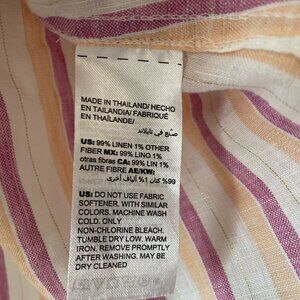 MADE IN THAILAND/ HECHO
EN TAILANDIA/ FABRIQUÉ
EN THAÏLANDE/
صنع في تايلاند
US: 99% LINEN 1% OTHER
FIBER MX: 99% LINO 1%
otras fibras CA: 99% LIN 1%
AUTRE FIBRE AE/KW:
99% كتان 1% ألياف أخرى
US: DO NOT USE FABRIC
SOFTENER. WITH SIMILAR
COLORS. MACHINE WASH
COLD. ONLY
NON-CHLORINE BLEACH.
TUMBLE DRY LOW. WARM
IRON. REMOVE PROMPTLY
AFTER WASHING. MAY BE
DRY CLEANED